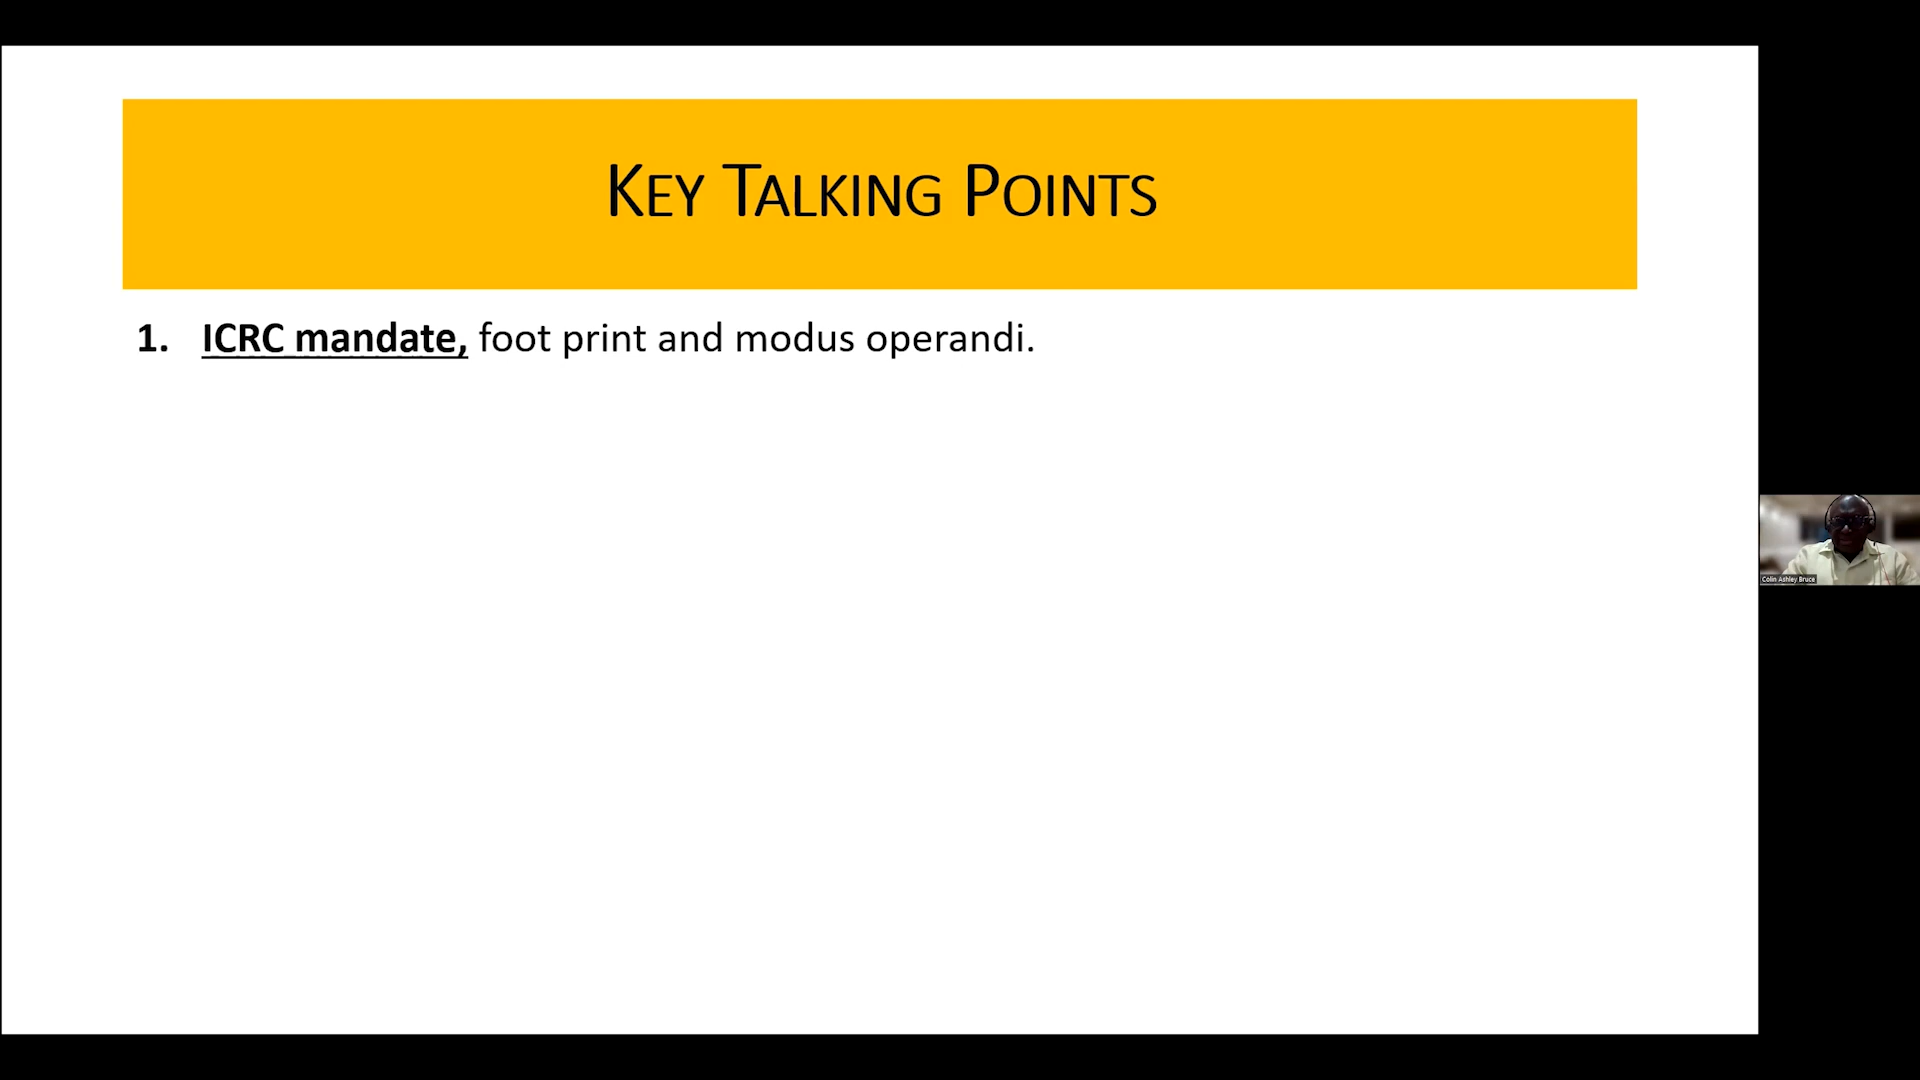 KEY TALKING POINTS
1. ICRC mandate, foot print and modus operandi.
Colin Ashley Bruce